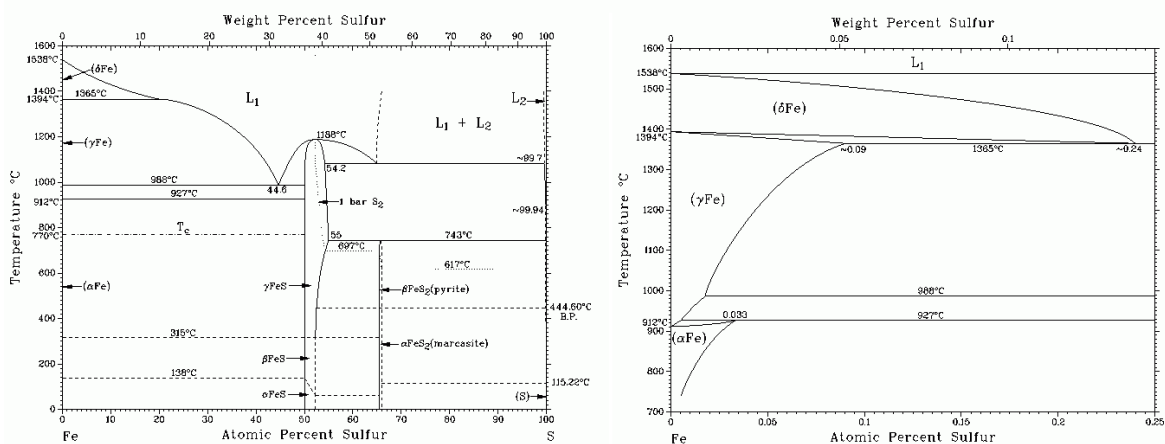 Weight Percent Sulfur
0 10 20 30 40 50 60 70 80 90 100
1600
1538°C
(δFe)
L₁
L₂
1394°C
1365°C
1400
L₁ + L₂
1200
1188°C
(γFe)
54.2
~99.7
1000
988°C
44.6
927°C
912°C
1 bar S₂
~99.94
800
T꜀
770°C
55
743°C
697°C
617°C
600
(αFe)
γFeS
βFeS₂(pyrite)
444.60°C
B.P.
400
315°C
αFeS₂(marcasite)
βFeS
200
138°C
115.22°C
αFeS
(S)
0
0 10 20 30 40 50 60 70 80 90 100
Fe
Atomic Percent Sulfur
S
Temperature °C
Weight Percent Sulfur
0 0.05 0.1
1600
L₁
1538°C
1500
(δFe)
1400
1394°C
~0.09
1365°C
~0.24
1300
(γFe)
1200
1100
1000
988°C
0.033
927°C
912°C
900
(αFe)
800
700
0 0.05 0.1 0.15 0.2 0.25
Fe
Atomic Percent Sulfur
Temperature °C